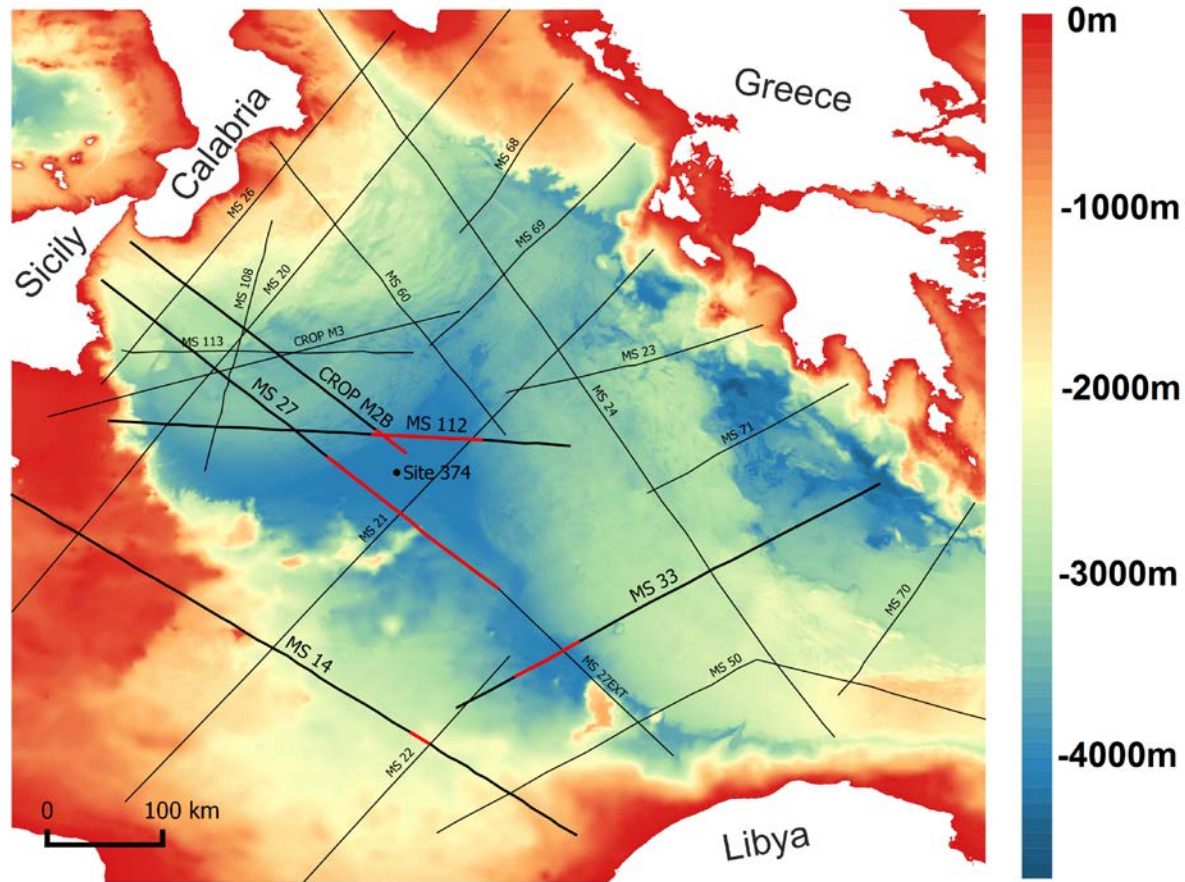 0m
Greece
Calabria
-1000m
MS 68
MS 26
Sicily
MS 69
MS 108
MS 20
MS 60
MS 113
CROP M3
MS 23
-2000m
MS 27
CROP M2B
MS 24
MS 112
MS 71
Site 374
MS 21
MS 33
-3000m
MS 70
MS 14
MS 27EXT
MS 50
MS 22
-4000m
0 100 km
Libya